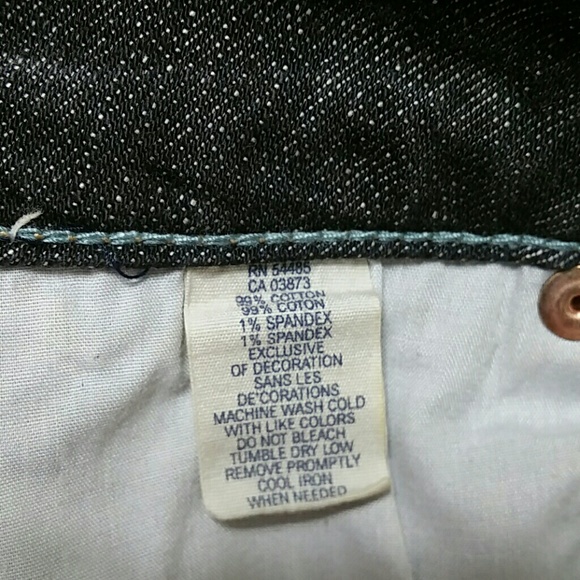 RN 54485
CA 03873
99% COTTON
99% COTON
1% SPANDEX
1% SPANDEX
EXCLUSIVE
OF DECORATION
SANS LES
DE'CORATIONS
MACHINE WASH COLD
WITH LIKE COLORS
DO NOT BLEACH
TUMBLE DRY LOW
REMOVE PROMPTLY
COOL IRON
WHEN NEEDED